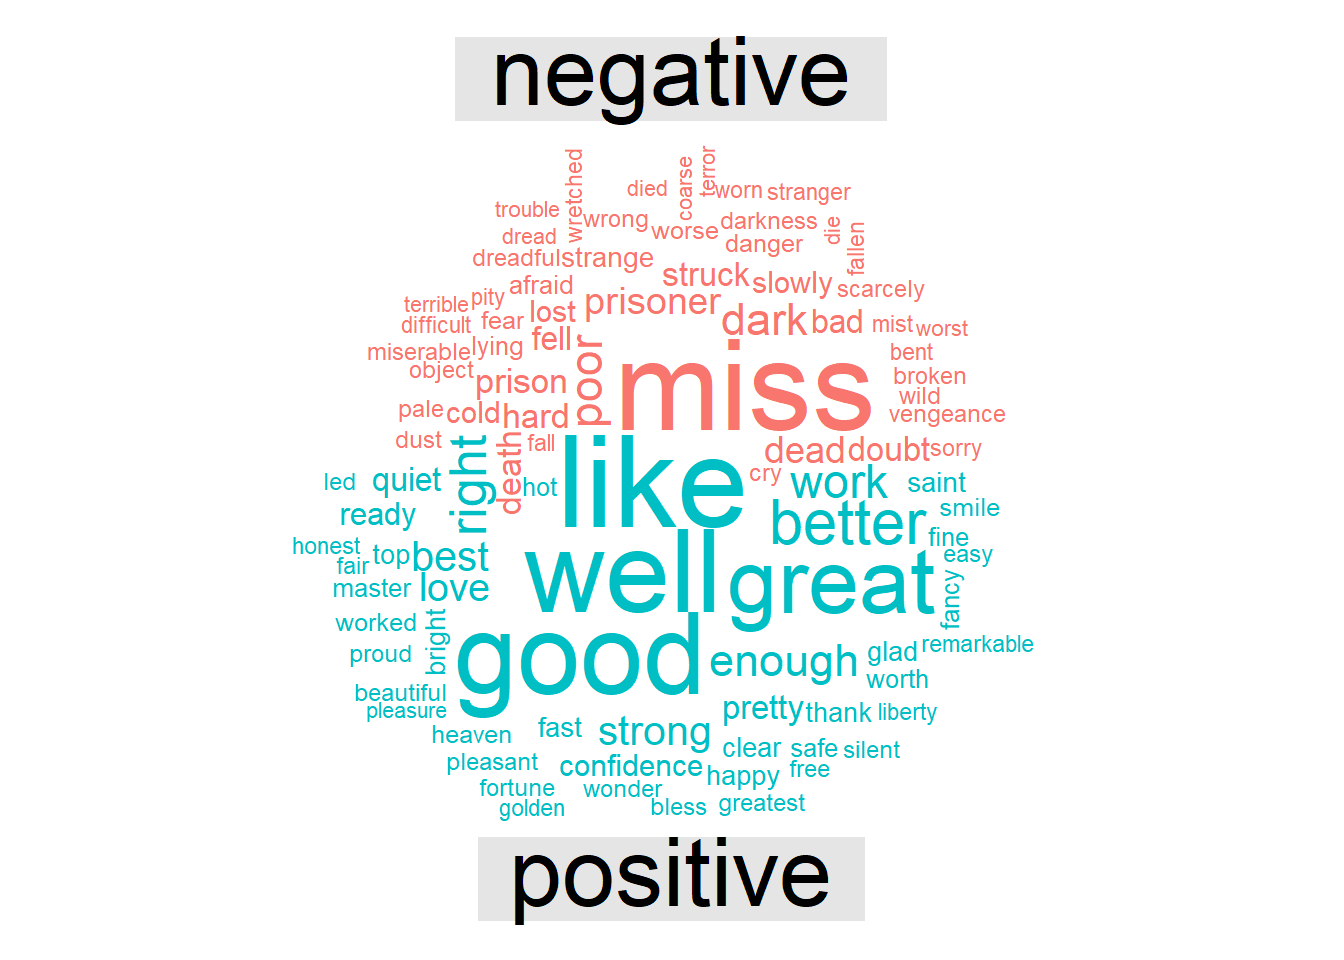 negative
wretched
died
coarse
terror
worn
stranger
trouble
wrong
worse
darkness
die
fallen
dread
danger
dreadful
strange
struck
slowly
scarcely
afraid
terrible
pity
lost
prisoner
dark
bad
mist
worst
difficult
fear
fell
miserable
lying
poor
miss
bent
object
prison
broken
wild
pale
cold
hard
vengeance
dust
right
death
fall
like
dead
doubt
sorry
led
quiet
hot
cry
work
saint
ready
better
smile
honest
fair
top
best
well
great
fine
easy
master
love
fancy
worked
bright
good
enough
glad
remarkable
proud
worth
beautiful
pleasure
pretty
thank
liberty
heaven
fast
strong
clear
safe
silent
pleasant
confidence
happy
free
fortune
wonder
golden
bless
greatest
positive